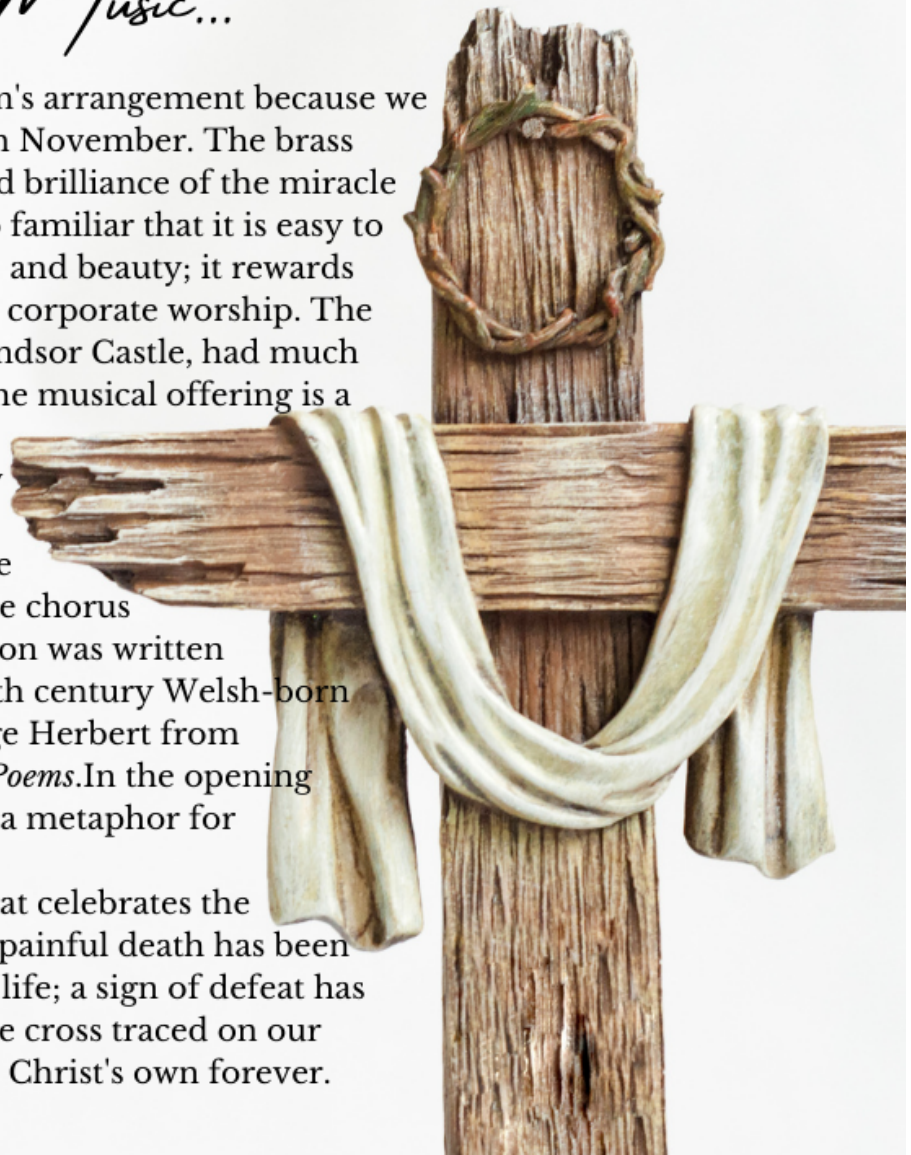 Music...
n's arrangement because we
n November. The brass
d brilliance of the miracle
familiar that it is easy to
and beauty; it rewards
corporate worship. The
ndsor Castle, had much
he musical offering is a
e
e chorus
on was written
th century Welsh-born
ge Herbert from
Poems.In the opening
a metaphor for
at celebrates the
painful death has been
life; a sign of defeat has
e cross traced on our
Christ's own forever.